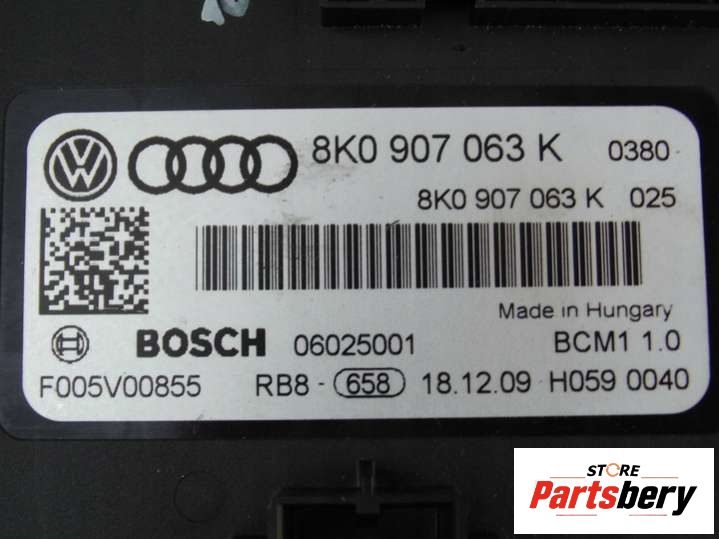 8K0 907 063 K 0380
8K0 907 063 K 025
Made in Hungary
BOSCH 06025001 BCM1 1.0
F005V00855 RB8- 658 18.12.09 H059 0040
STORE
Partsbery